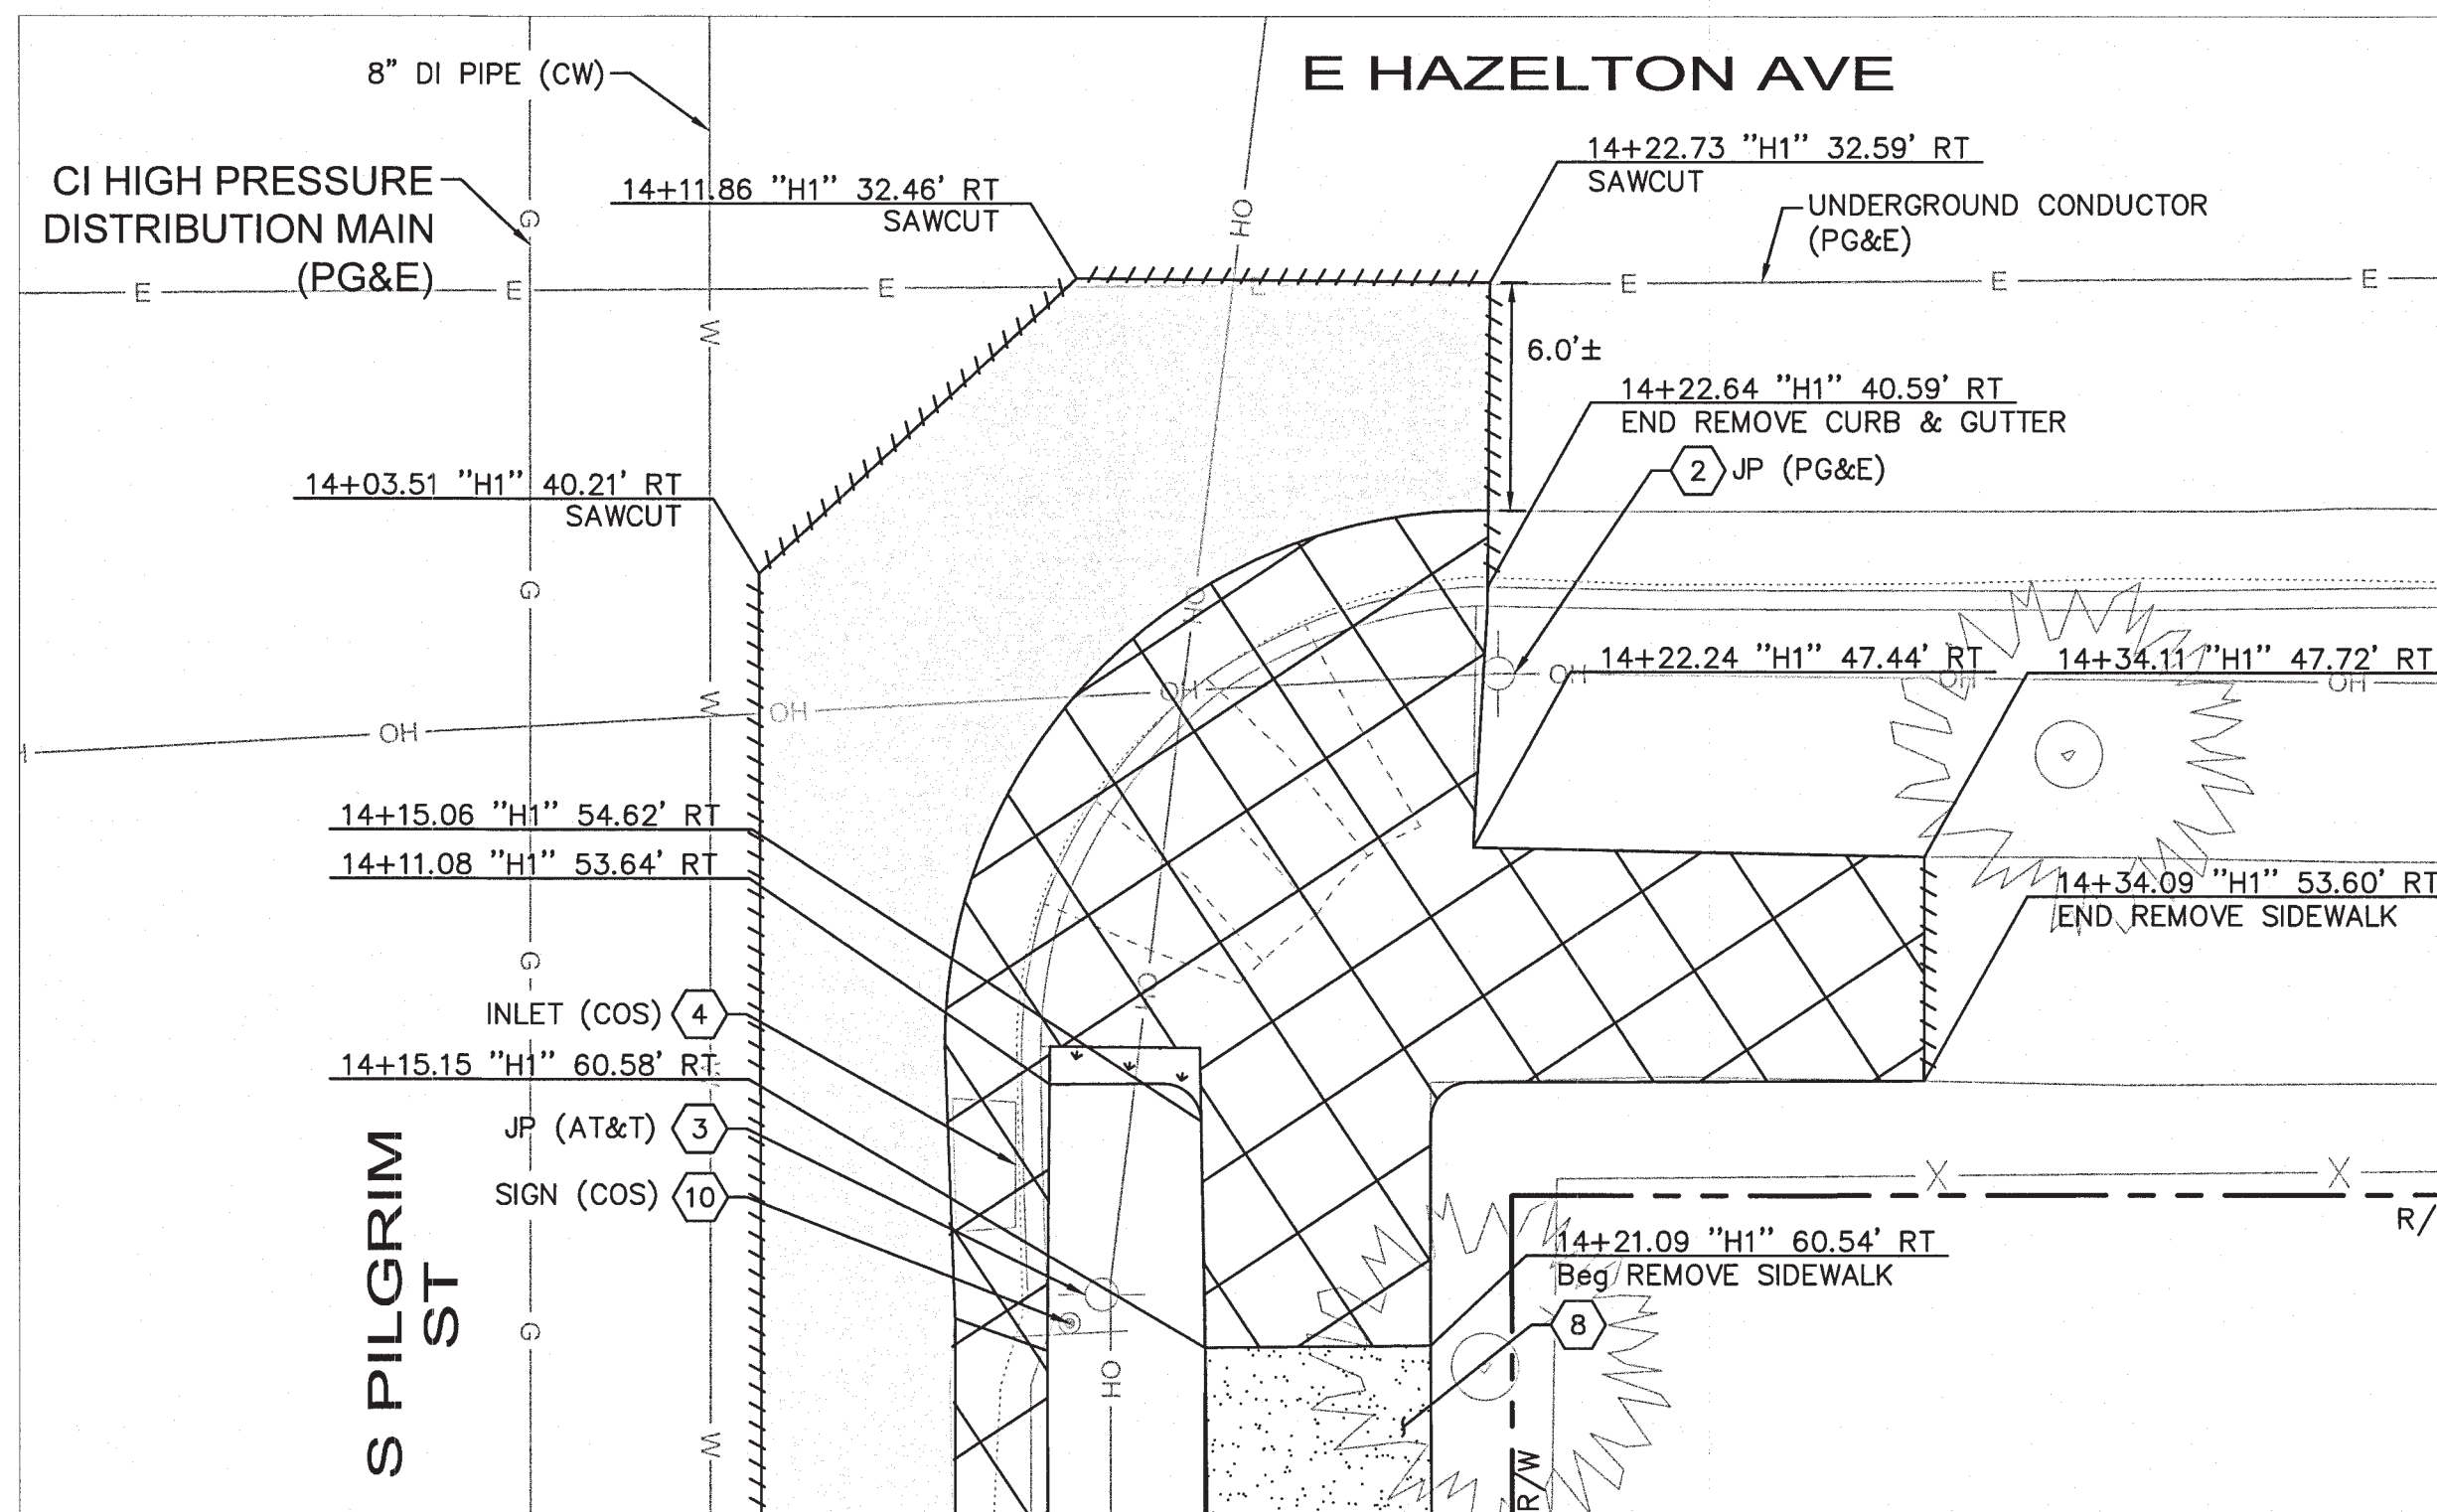 E HAZELTON AVE
8" DI PIPE (CW)
CI HIGH PRESSURE
DISTRIBUTION MAIN
(PG&E)
14+11.86 "H1" 32.46' RT
SAWCUT
14+22.73 "H1" 32.59' RT
SAWCUT
UNDERGROUND CONDUCTOR
(PG&E)
G
OH
E
E
E
E
E
E
W
6.0'±
14+22.64 "H1" 40.59' RT
END REMOVE CURB & GUTTER
2 JP (PG&E)
14+03.51 "H1" 40.21' RT
SAWCUT
G
OH
14+22.24 "H1" 47.44' RT
14+34.11 "H1" 47.72' RT
OH
OH
OH
OH
OH
OH
W
14+15.06 "H1" 54.62' RT
14+11.08 "H1" 53.64' RT
14+34.09 "H1" 53.60' RT
END REMOVE SIDEWALK
G
INLET (COS) 4
14+15.15 "H1" 60.58' RT
JP (AT&T) 3
SIGN (COS) 10
X
X
R/
14+21.09 "H1" 60.54' RT
Beg REMOVE SIDEWALK
8
G
OH
W
R/W
S PILGRIM
ST